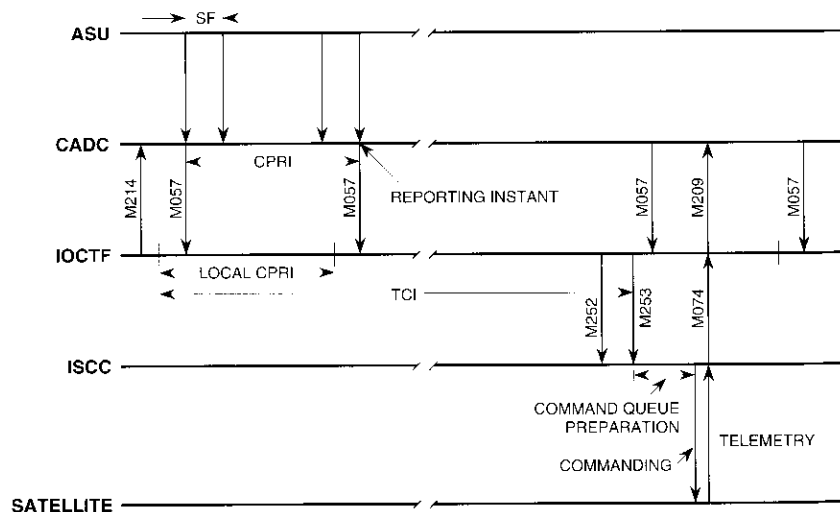 SF
ASU
CADC
CPRI
M214
M057
M057
REPORTING INSTANT
M057
M209
M057
IOCTF
LOCAL CPRI
TCI
M252
M253
M074
ISCC
COMMAND QUEUE
PREPARATION
TELEMETRY
COMMANDING
SATELLITE